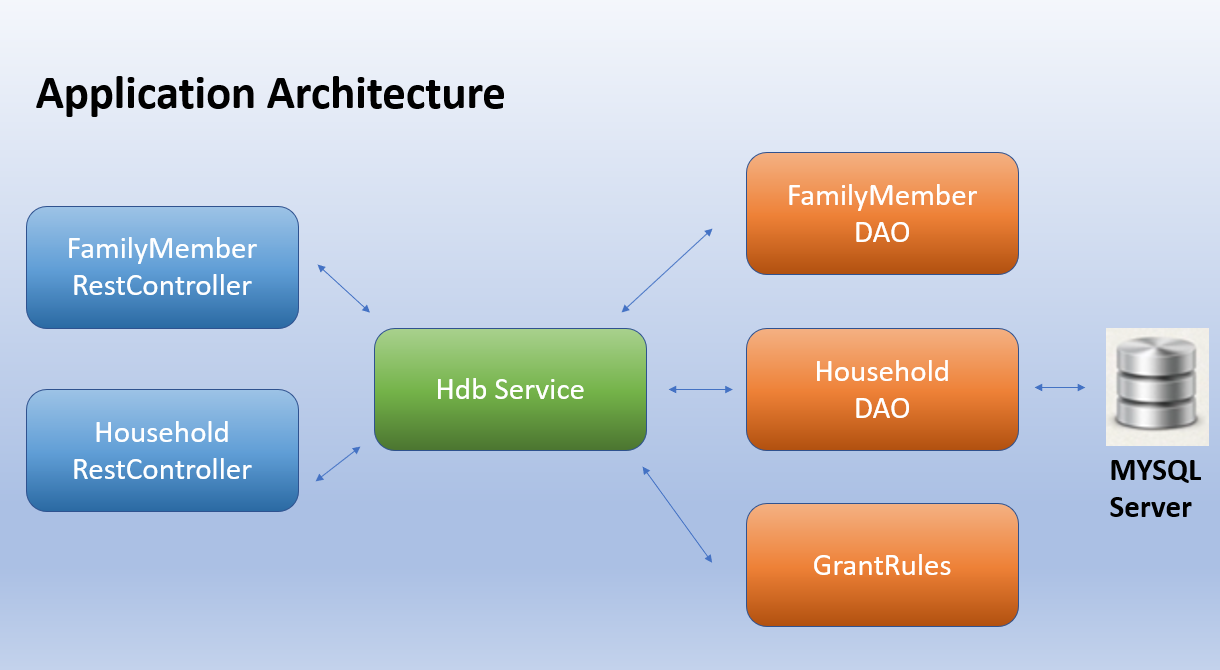 Application Architecture
FamilyMember
RestController
Household
RestController
Hdb Service
FamilyMember
DAO
Household
DAO
GrantRules
MYSQL
Server